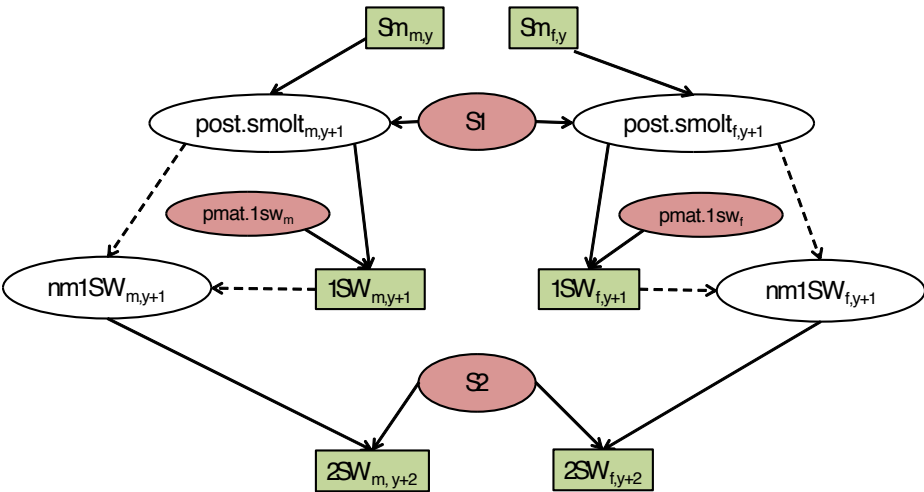 Sm m,y
Sm f,y
post.smolt m,y+1
S1
post.smolt f,y+1
pmat.1sw m
pmat.1sw f
nm1SW m,y+1
1SW m,y+1
1SW f,y+1
nm1SW f,y+1
S2
2SW m, y+2
2SW f,y+2